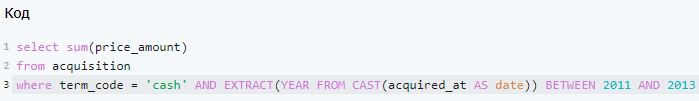 Код
1 select sum(price_amount)
2 from acquisition
3 where term_code = 'cash' AND EXTRACT(YEAR FROM CAST(acquired_at AS date)) BETWEEN 2011 AND 2013